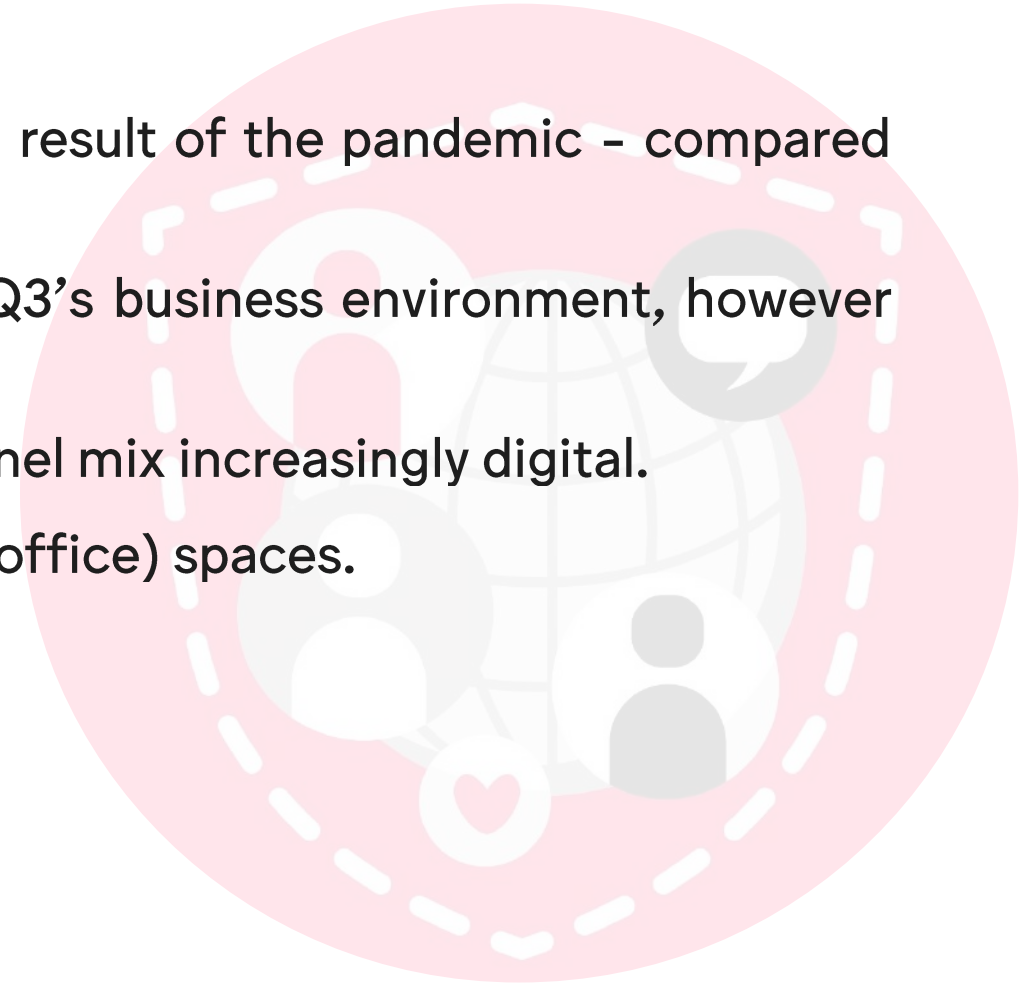 result of the pandemic - compared
Q3’s business environment, however
nel mix increasingly digital.
office) spaces.